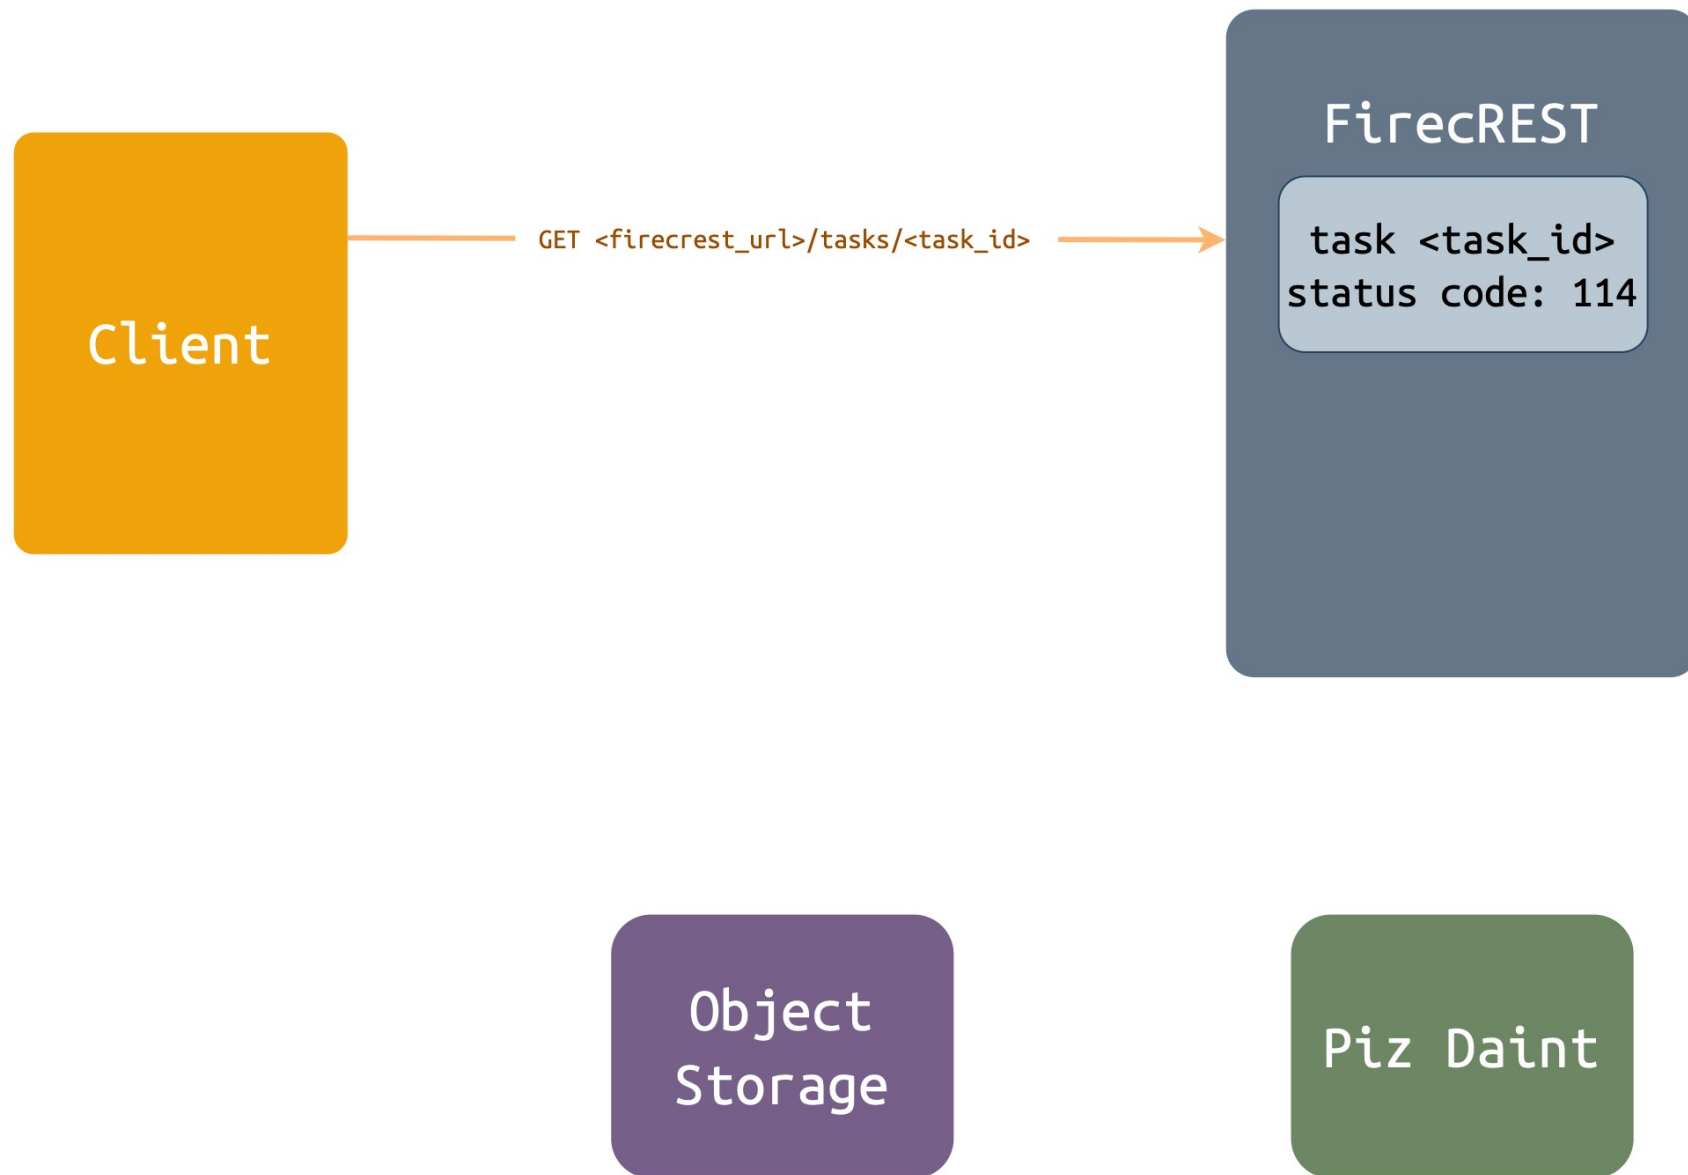 FirecREST
task <task_id>
status code: 114
GET <firecrest_url>/tasks/<task_id>
Client
Object
Storage
Piz Daint